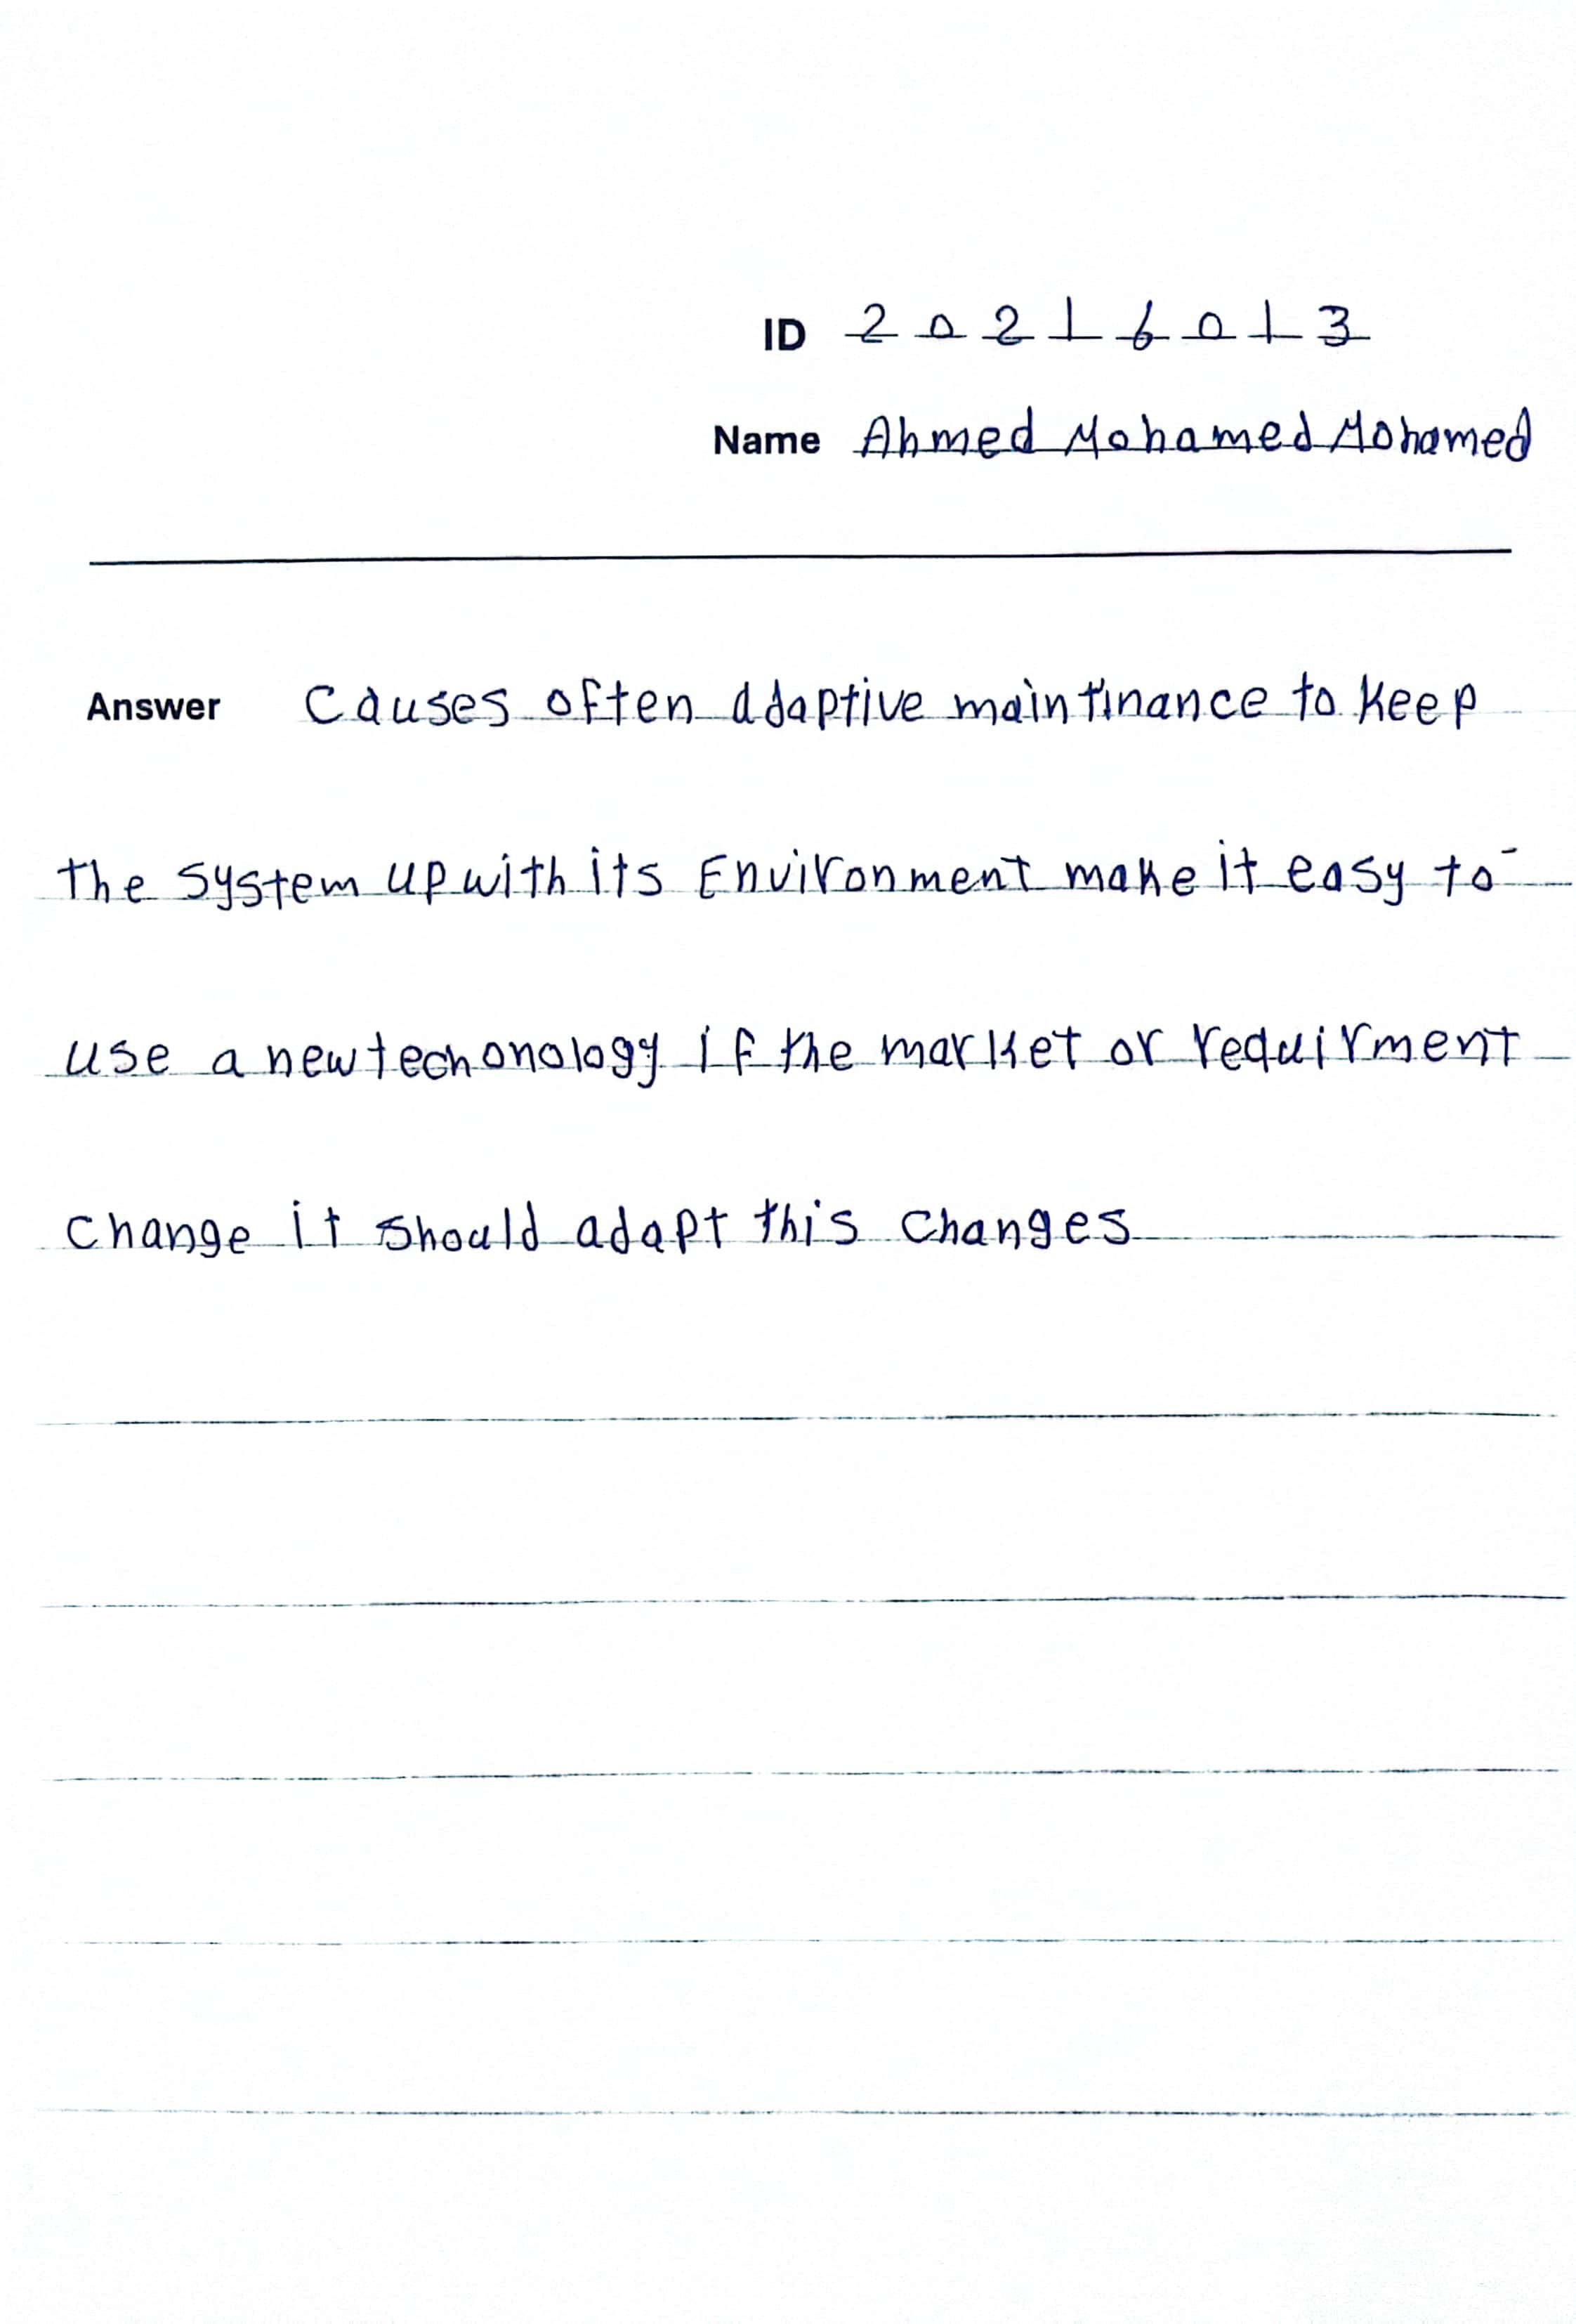 ID 20216013
Name Ahmed Mohamed Mohamed
Answer Causes often adaptive maintinance to keep
the system up with its Environment make it easy to
use a new techonology if the market or requirment
change it should adapt this changes